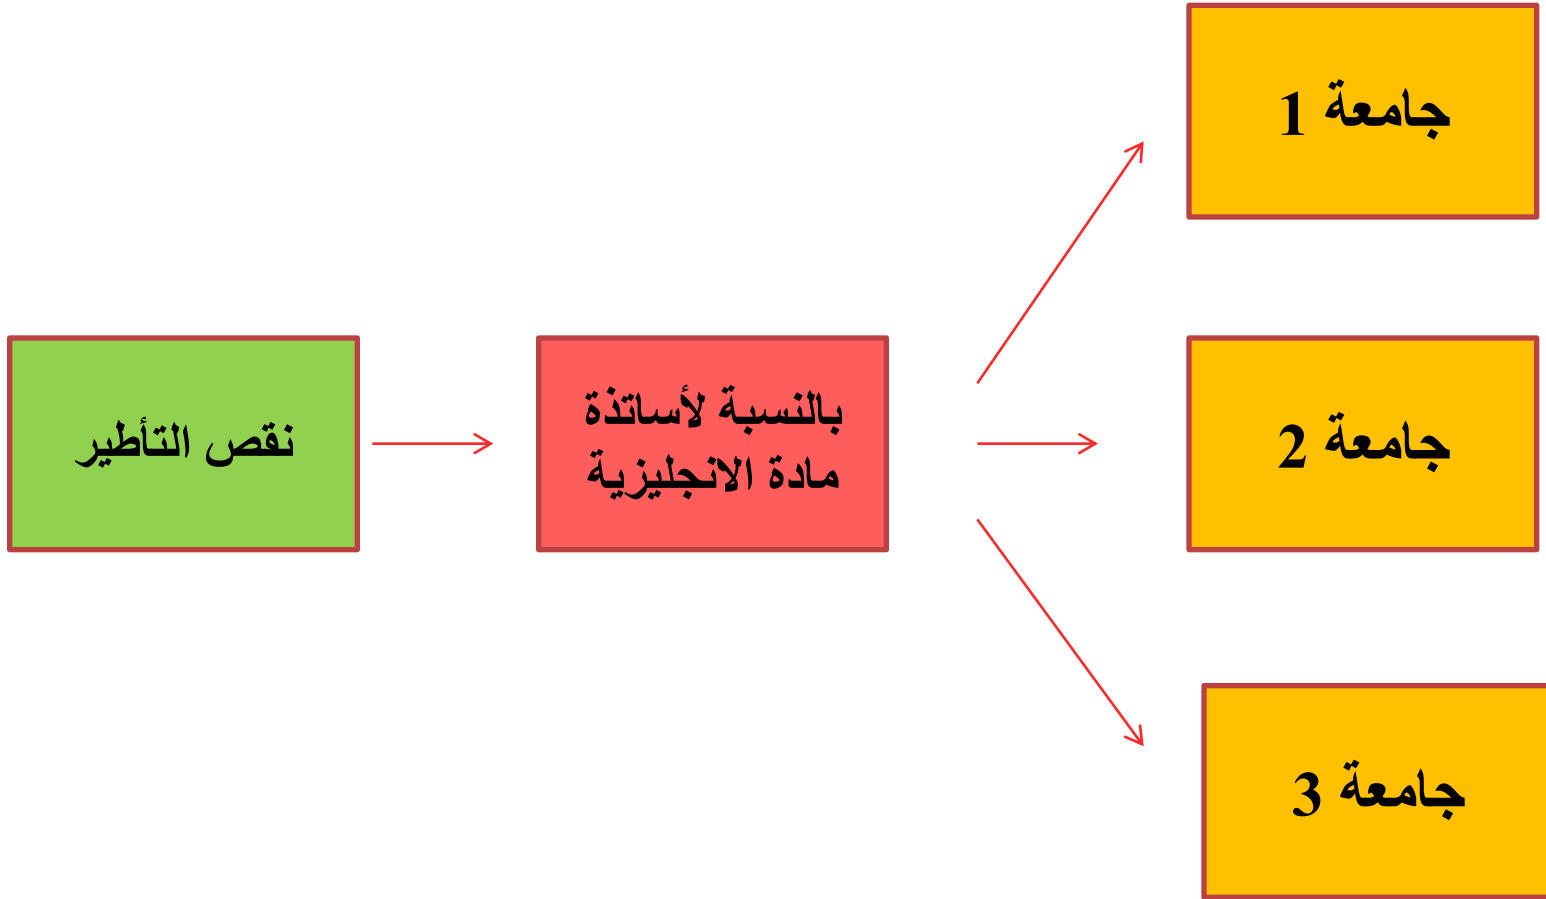 جامعة 1
نقص التأطير
بالنسبة لأساتذة
مادة الانجليزية
جامعة 2
جامعة 3